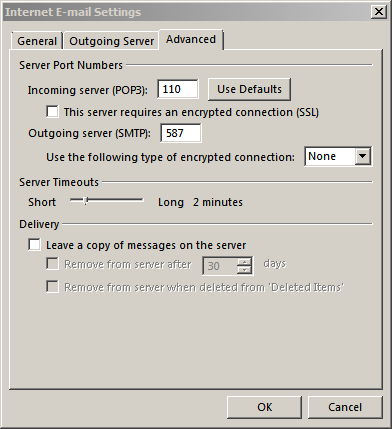 Internet E-mail Settings
General Outgoing Server Advanced
Server Port Numbers
Incoming server (POP3): 110 Use Defaults
This server requires an encrypted connection (SSL)
Outgoing server (SMTP): 587
Use the following type of encrypted connection: None
Server Timeouts
Short Long 2 minutes
Delivery
Leave a copy of messages on the server
Remove from server after 30 days
Remove from server when deleted from 'Deleted Items'
OK Cancel